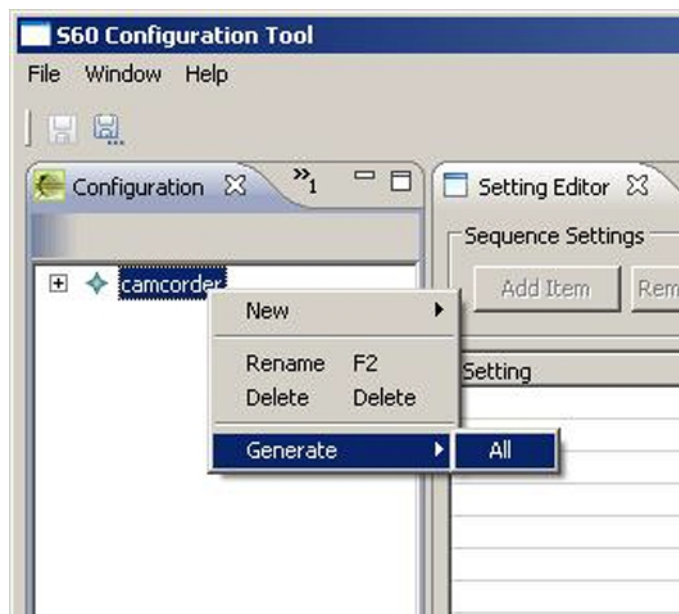 S60 Configuration Tool
File Window Help
Configuration
»1
Setting Editor
Sequence Settings
Add Item
Rem
camcorder
New
Rename F2
Delete Delete
Generate
All
Setting